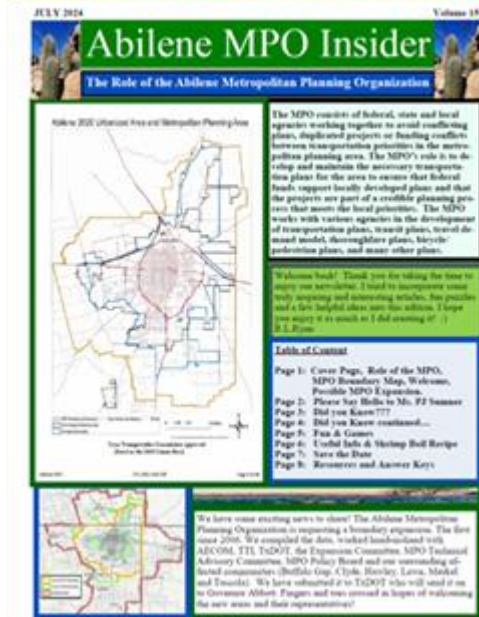 JULY 2024
Volume 19
Abilene MPO Insider
The Role of the Abilene Metropolitan Planning Organization
Abilene 2020 Urbanized Area and Metropolitan Planning Area
The MPO consists of federal, state and local
agencies working together to avoid conflicting
plans, duplicated projects or funding conflicts
between transportation priorities in the metro-
politan planning area. The MPO's role is to de-
velop and maintain the necessary transporta-
tion plans for the area to ensure that federal
funds support locally developed plans and that
the projects are part of a credible planning pro-
cess that meets the local priorities. The MPO
works with various agencies in the development
of transportation plans, transit plans, travel de-
mand model, thoroughfare plans, bicycle/
pedestrian plans, and many other plans.
Welcome back! Thank you for taking the time to
enjoy our newsletter. I tried to incorporate some
truly inspiring and interesting articles, fun puzzles
and a few helpful ideas into this edition. I hope
you enjoy it as much as I did creating it! :)
R.L.Ryan
Table of Content
Page 1: Cover Page, Role of the MPO,
MPO Boundary Map, Welcome,
Possible MPO Expansion.
Page 2: Please Say Hello to Ms. PJ Sumner
Page 3: Did you Know???
Page 4: Did you Know continued...
Page 5: Fun & Games
Page 6: Useful Info & Shrimp Boil Recipe
Page 7: Save the Date
Page 8: Resources and Answer Keys
We have some exciting news to share! The Abilene Metropolitan
Planning Organization is requesting a boundary expansion. The first
since 2006. We compiled the data, worked hand-in-hand with
AECOM, TTI, TxDOT, the Expansion Committee, MPO Technical
Advisory Committee, MPO Policy Board and our surrounding af-
fected communities (Buffalo Gap, Clyde, Hawley, Lawn, Merkel
and Tuscola). We have submitted it to TxDOT who will send it on
to Governor Abbott. Fingers and toes crossed in hopes of welcoming
the new areas and their representatives!